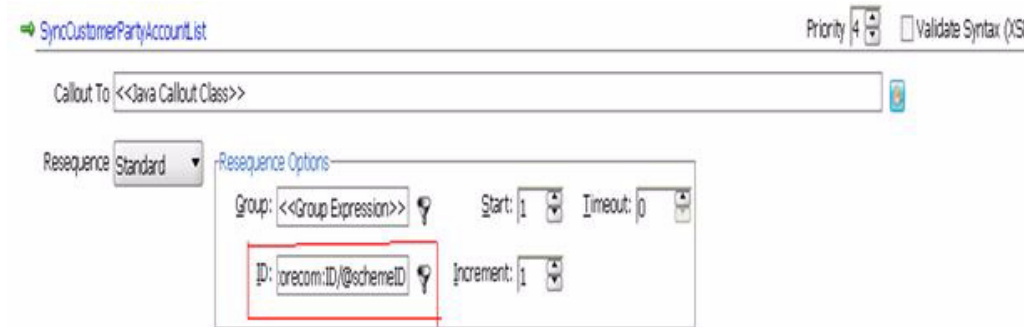 SyncCustomerPartyAccountList
Priority 4 Validate Syntax (XS
Callout To <<Java Callout Class>>
Resequence Standard Resequence Options
Group: <<Group Expression>> Start: 1 Timeout: 0
ID: orecom:ID/@schemeID Increment: 1